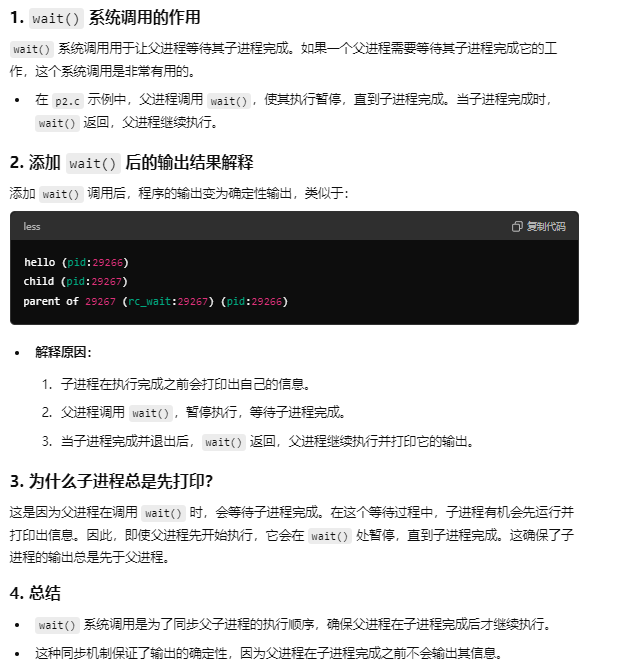 1. wait() 系统调用的作用
wait() 系统调用用于让父进程等待其子进程完成。如果一个父进程需要等待其子进程完成它的工
作，这个系统调用是非常有用的。
• 在 p2.c 示例中，父进程调用 wait()，使其执行暂停，直到子进程完成。当子进程完成时，
wait() 返回，父进程继续执行。
2. 添加 wait() 后的输出结果解释
添加 wait() 调用后，程序的输出变为确定性输出，类似于：
less 复制代码
hello (pid:29266)
child (pid:29267)
parent of 29267 (rc_wait:29267) (pid:29266)
• 解释原因：
1. 子进程在执行完成之前会打印出自己的信息。
2. 父进程调用 wait()，暂停执行，等待子进程完成。
3. 当子进程完成并退出后，wait() 返回，父进程继续执行并打印它的输出。
3. 为什么子进程总是先打印？
这是因为父进程在调用 wait() 时，会等待子进程完成。在这个等待过程中，子进程有机会先运行并
打印出信息。因此，即使父进程先开始执行，它会在 wait() 处暂停，直到子进程完成。这确保了子
进程的输出总是先于父进程。
4. 总结
• wait() 系统调用是为了同步父子进程的执行顺序，确保父进程在子进程完成后才继续执行。
• 这种同步机制保证了输出的确定性，因为父进程在子进程完成之前不会输出其信息。